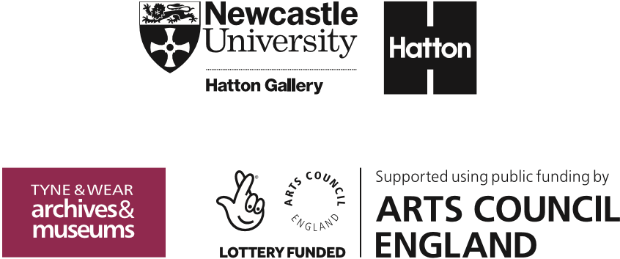 Newcastle
University
Hatton Gallery
Hatton
TYNE & WEAR
archives&
museums
ARTS COUNCIL
ENGLAND
LOTTERY FUNDED
Supported using public funding by
ARTS COUNCIL
ENGLAND